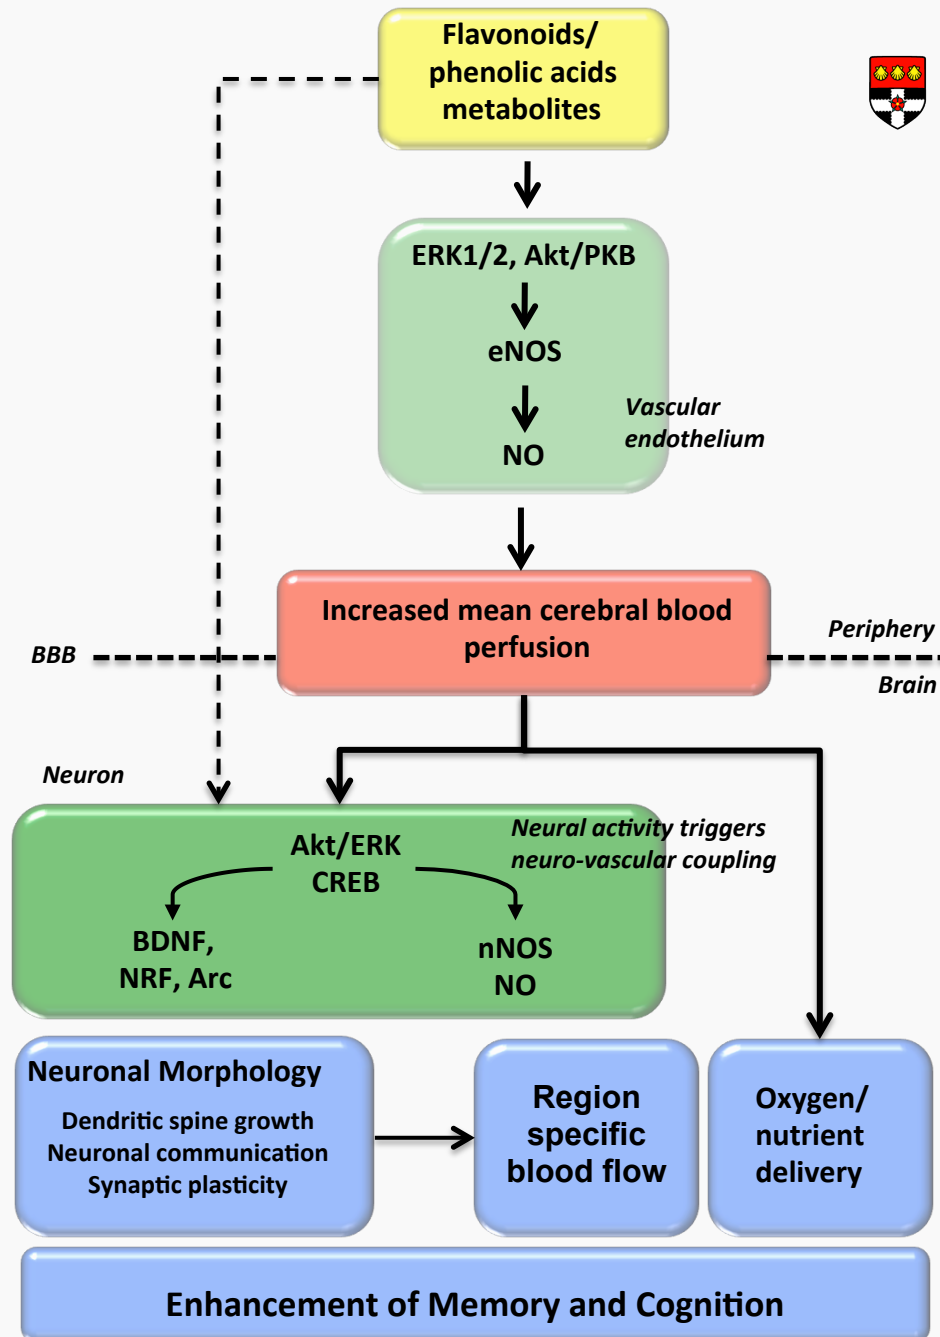 Flavonoids/
phenolic acids
metabolites
ERK1/2, Akt/PKB
eNOS
NO
Vascular
endothelium
Increased mean cerebral blood
perfusion
BBB
Periphery
Brain
Neuron
Neural activity triggers
neuro-vascular coupling
Akt/ERK
CREB
BDNF,
NRF, Arc
nNOS
NO
Neuronal Morphology
Dendritic spine growth
Neuronal communication
Synaptic plasticity
Region
specific
blood flow
Oxygen/
nutrient
delivery
Enhancement of Memory and Cognition